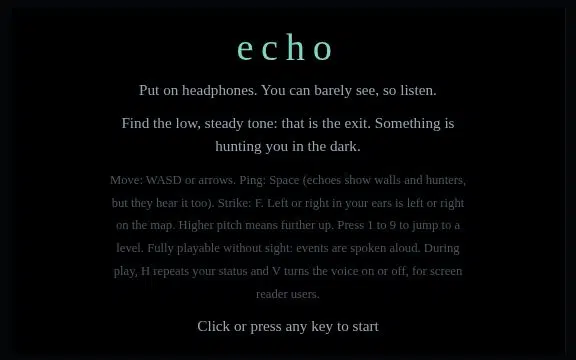 echo
Put on headphones. You can barely see, so listen.
Find the low, steady tone: that is the exit. Something is
hunting you in the dark.
Move: WASD or arrows. Ping: Space (echoes show walls and hunters,
but they hear it too). Strike: F. Left or right in your ears is left or right
on the map. Higher pitch means further up. Press 1 to 9 to jump to a
level. Fully playable without sight: events are spoken aloud. During
play, H repeats your status and V turns the voice on or off, for screen
reader users.
Click or press any key to start